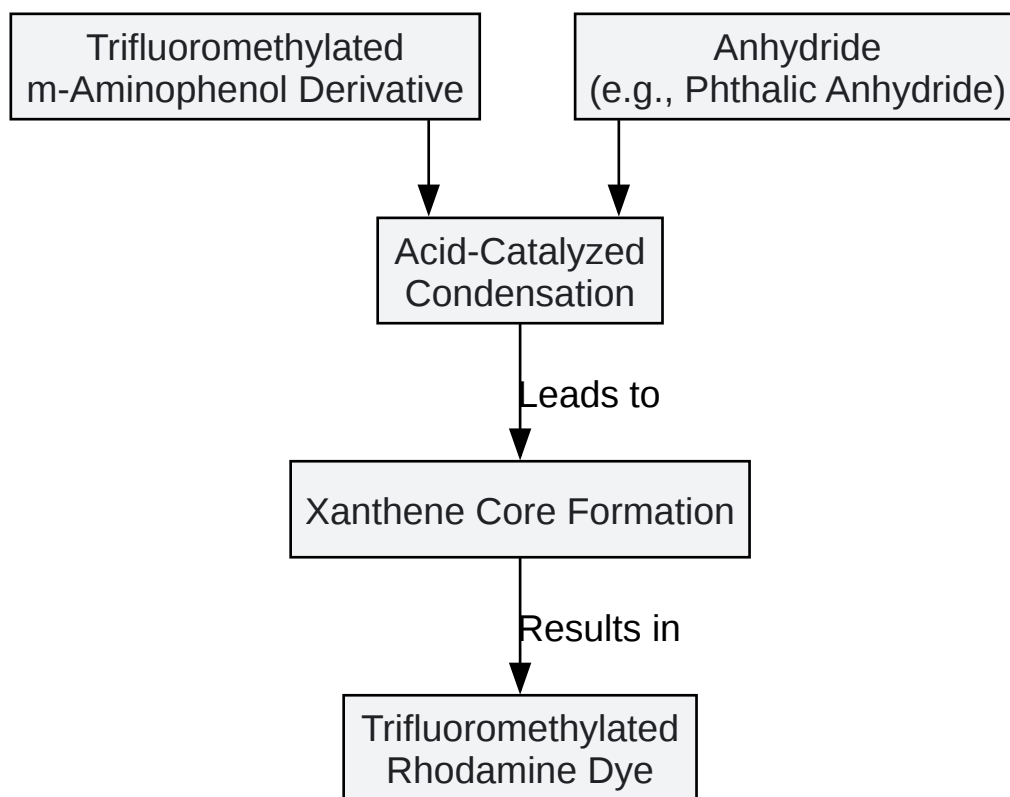 Trifluoromethylated
m-Aminophenol Derivative
Anhydride
(e.g., Phthalic Anhydride)
Acid-Catalyzed
Condensation
Leads to
Xanthene Core Formation
Results in
Trifluoromethylated
Rhodamine Dye